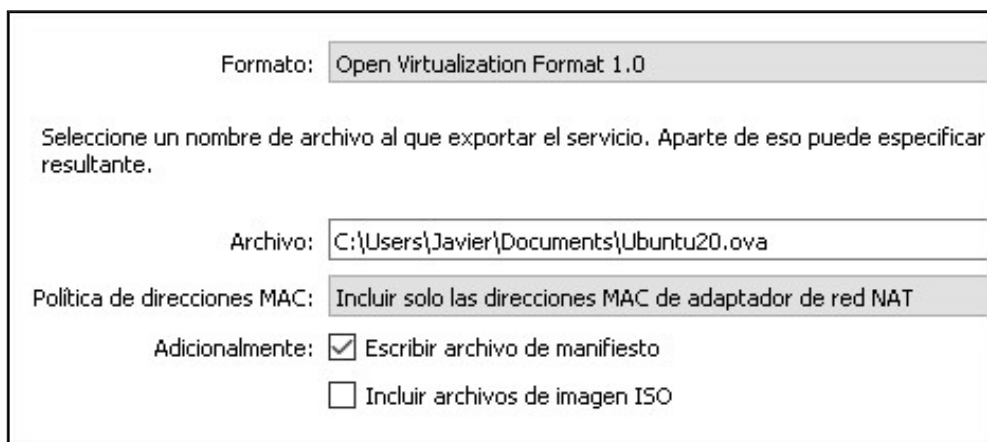 Formato: Open Virtualization Format 1.0
Seleccione un nombre de archivo al que exportar el servicio. Aparte de eso puede especificar
resultante.
Archivo: C:\Users\Javier\Documents\Ubuntu20.ova
Política de direcciones MAC: Incluir solo las direcciones MAC de adaptador de red NAT
Adicionalmente: Escribir archivo de manifiesto
Incluir archivos de imagen ISO